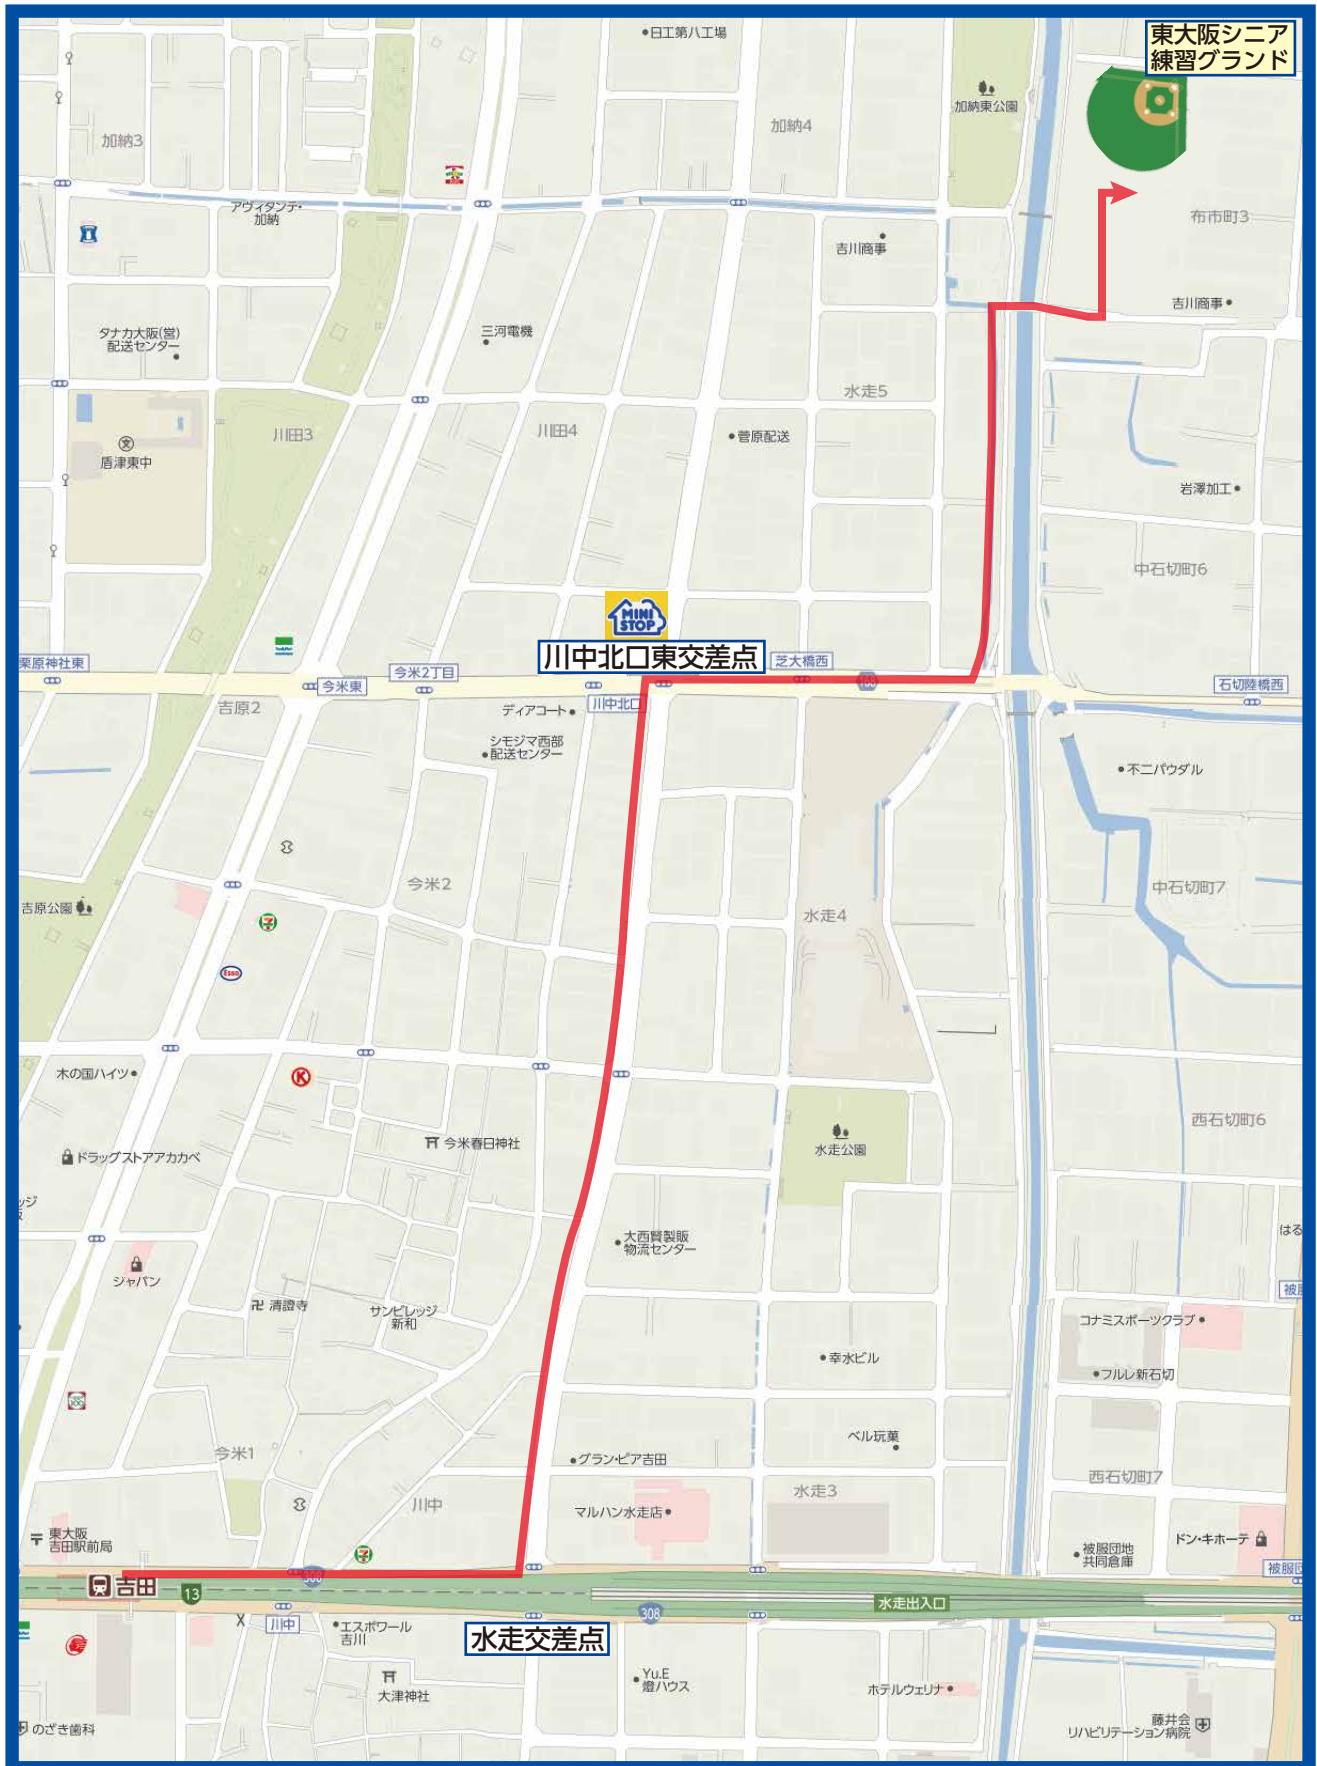 東大阪シニア
練習グランド
日工第八工場
加納東公園
加納4
加納3
アヴィタンテ・
加納
布市町3
吉川商事
吉川商事
タナカ大阪(営)
配送センター
三河電機
水走5
川田3
川田4
菅原配送
盾津東中
岩澤加工
中石切町6
MINI
STOP
川中北口東交差点
芝大橋西
栗原神社東
今米2丁目
今米東
川中北口
168
石切陸橋西
吉原2
ディアコート
シモジマ西部
配送センター
不二パウダル
今米2
中石切町7
吉原公園
水走4
Esso
木の国ハイツ
K
西石切町6
今米春日神社
水走公園
ドラッグストアアカカベ
ッジ
大西賢製販
物流センター
はる
ジャパン
清證寺
サンビレッジ
新和
被服
コナミスポーツクラブ
幸水ビル
フルレ新石切
ベル玩菓
今米1
グラン・ピア吉田
西石切町7
川中
水走3
マルハン水走店
東大阪
吉田駅前局
ドン・キホーテ
被服団地
共同倉庫
被服団
308
吉田
13
水走出入口
308
川中
エスポワール
吉川
水走交差点
大津神社
Yu.E
燈ハウス
ホテルウェリナ
のざき歯科
藤井会
リハビリテーション病院